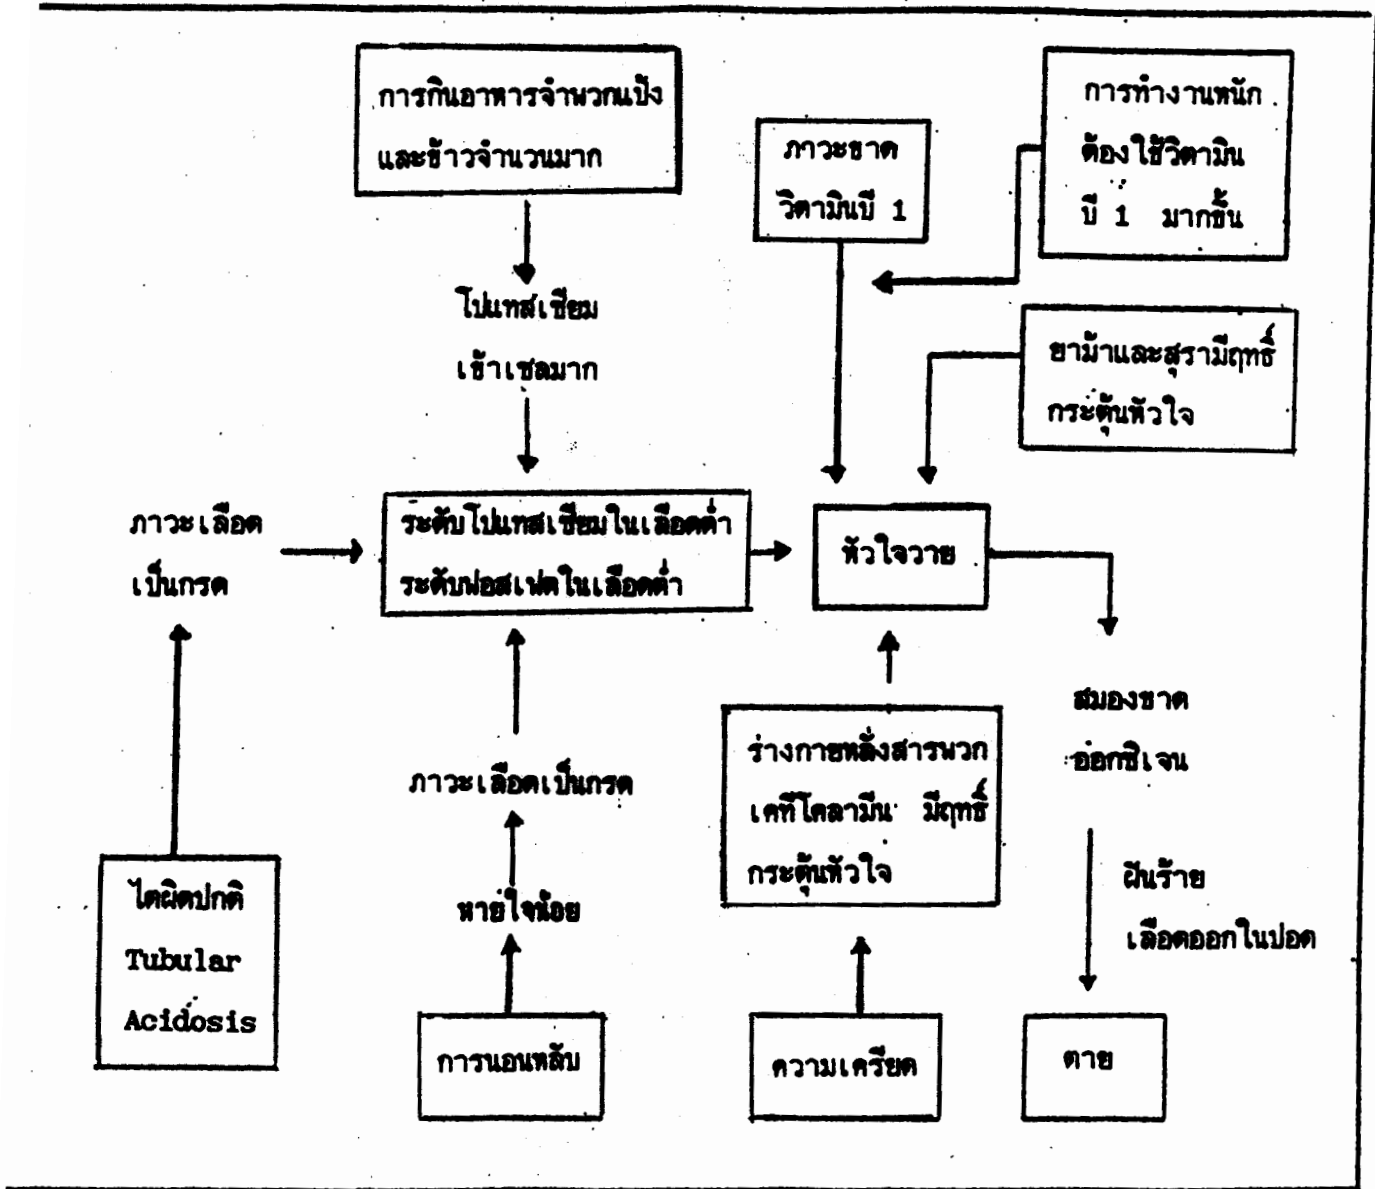 การกินอาหารจำพวกแป้ง
และข้าวจำนวนมาก
ภาวะขาด
วิตามินบี 1
การทำงานหนัก
ต้องใช้วิตามิน
บี 1 มากขึ้น
โปแทสเซียม
เข้าเซลมาก
ยาม้าและสุรามีฤทธิ์
กระตุ้นหัวใจ
ภาวะเลือด
เป็นกรด
ระดับโปแทสเซียมในเลือดต่ำ
ระดับฟอสเฟตในเลือดต่ำ
หัวใจวาย
สมองขาด
อ๊อกซิเจน
ร่างกายหลั่งสารพวก
เคทีโคลามีน มีฤทธิ์
กระตุ้นหัวใจ
ภาวะเลือดเป็นกรด
หายใจน้อย
ไตผิดปกติ
Tubular
Acidosis
ฝันร้าย
เลือดออกในปอด
การนอนหลับ
ความเครียด
ตาย